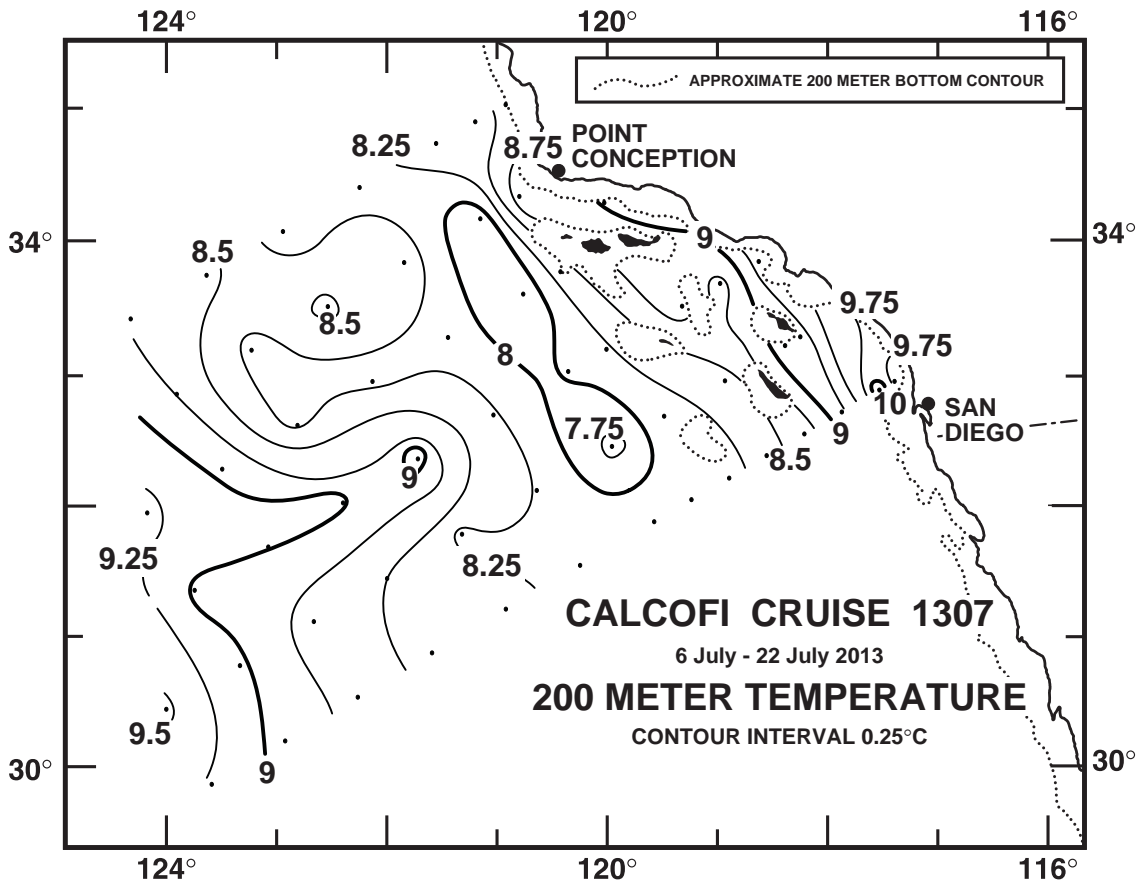 124° 120° 116°
APPROXIMATE 200 METER BOTTOM CONTOUR
POINT
CONCEPTION
8.25
8.75
34°
34°
8.5
9
8.5
9.75
9.75
8
10
SAN
DIEGO
7.75
9
8.5
9
9.25
8.25
CALCOFI CRUISE 1307
6 July - 22 July 2013
200 METER TEMPERATURE
CONTOUR INTERVAL 0.25°C
9.5
9
30°
30°
124° 120° 116°